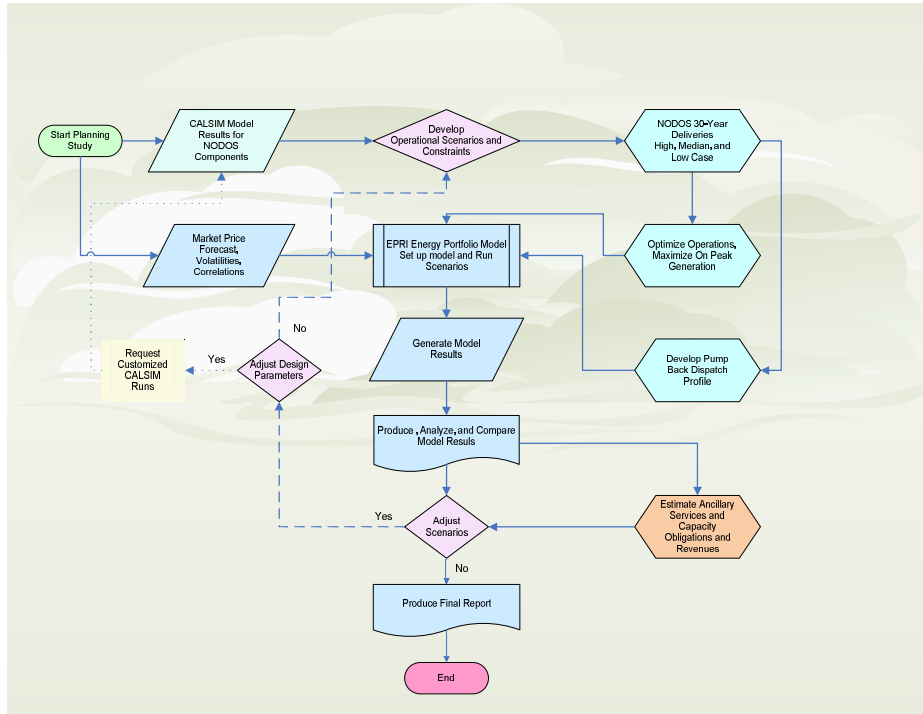 Start Planning
Study
CALSIM Model
Results for
NODOS
Components
Develop
Operational Scenarios and
Constraints
NODOS 30-Year
Deliveries
High, Median, and
Low Case
Market Price
Forecast,
Volatilities,
Correlations
EPRI Energy Portfolio Model
Set up model and Run
Scenarios
Optimize Operations,
Maximize On Peak
Generation
No
Generate Model
Results
Request
Customized
CALSIM
Runs
Yes
Adjust Design
Parameters
Develop Pump
Back Dispatch
Profile
Produce , Analyze, and Compare
Model Resuls
Yes
Adjust
Scenarios
Estimate Ancillary
Services and
Capacity
Obligations and
Revenues
No
Produce Final Report
End